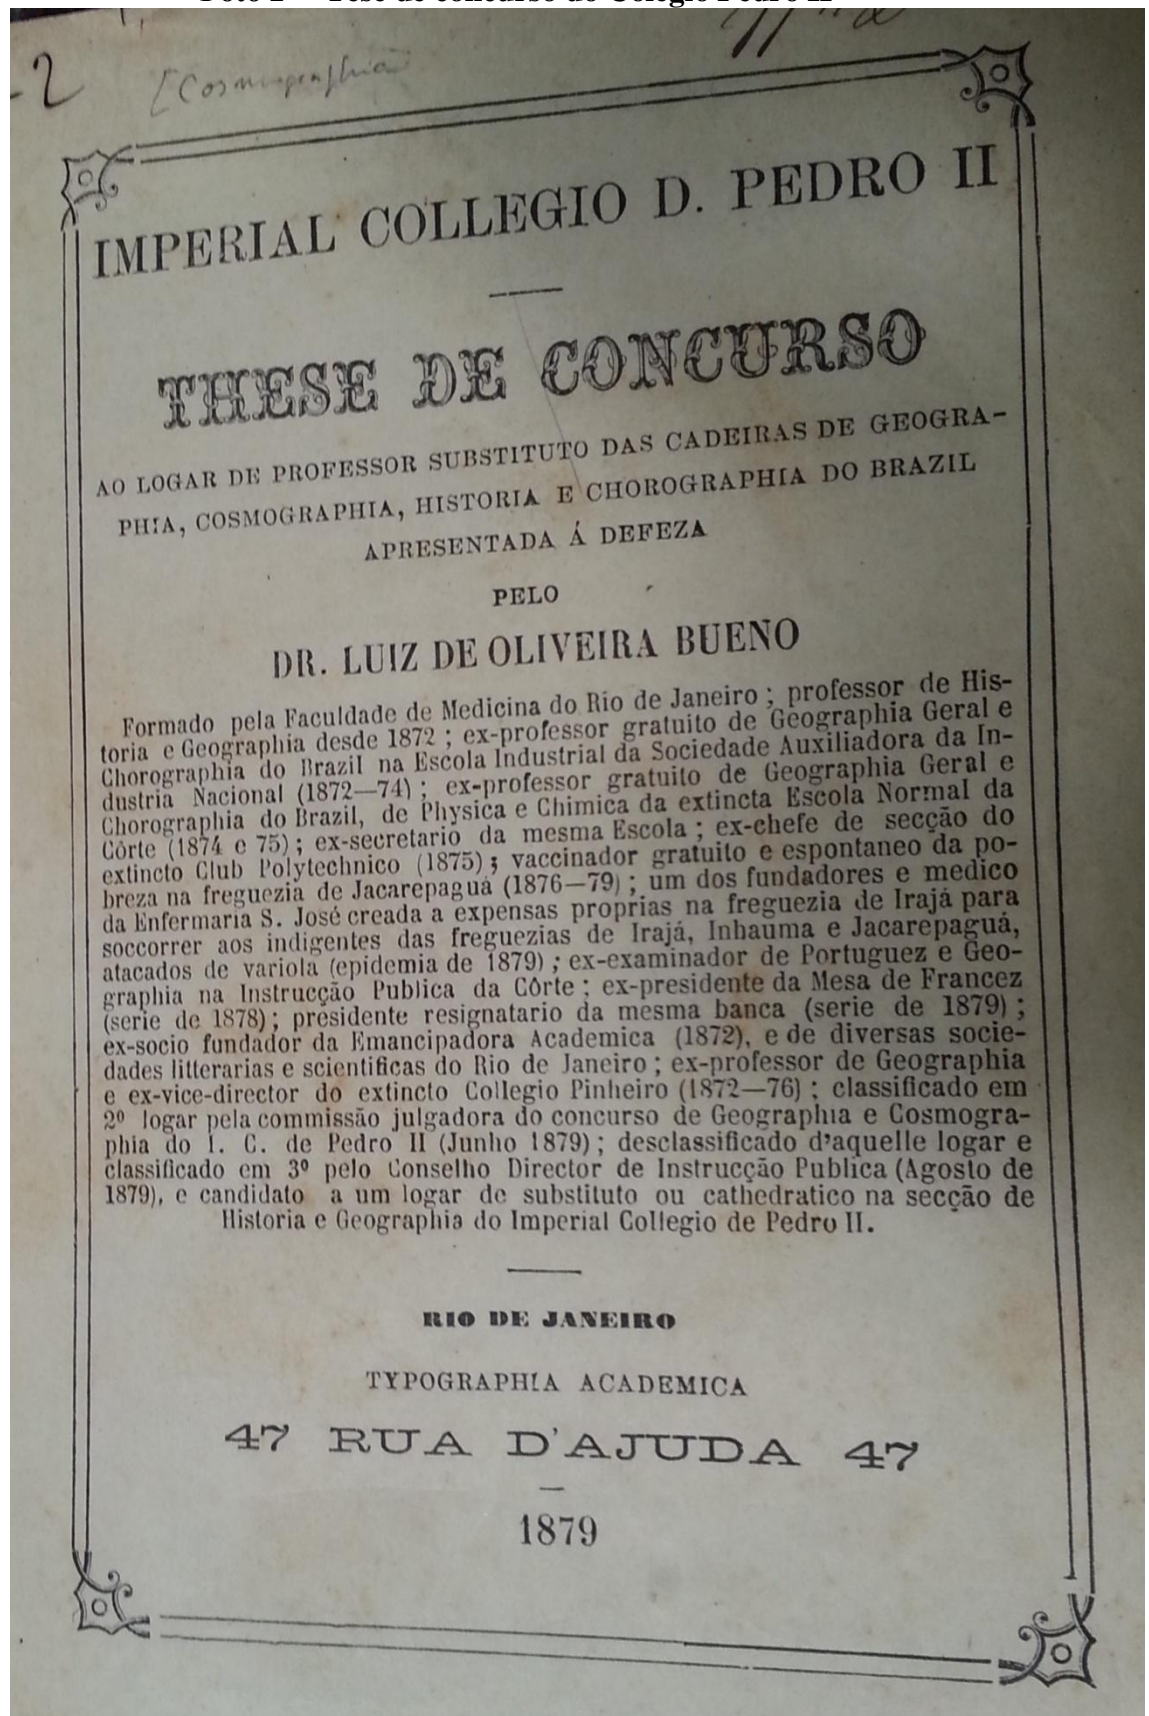 -2
[Cosmographia
IMPERIAL COLLEGIO D. PEDRO II
THESE DE CONCURSO
AO LOGAR DE PROFESSOR SUBSTITUTO DAS CADEIRAS DE GEOGRA-
PHIA, COSMOGRAPHIA, HISTORIA E CHOROGRAPHIA DO BRAZIL
APRESENTADA Á DEFEZA
PELO
DR. LUIZ DE OLIVEIRA BUENO
Formado pela Faculdade de Medicina do Rio de Janeiro ; professor de His-
toria e Geographia desde 1872 ; ex-professor gratuito de Geographia Geral e
Chorographia do Brazil na Escola Industrial da Sociedade Auxiliadora da In-
dustria Nacional (1872—74) ; ex-professor gratuito de Geographia Geral e
Chorographia do Brazil, de Physica e Chimica da extincta Escola Normal da
Côrte (1874 e 75) ; ex-secretario da mesma Escola ; ex-chefe de secção do
extincto Club Polytechnico (1875) ; vaccinador gratuito e espontaneo da po-
breza na freguezia de Jacarepaguá (1876—79) ; um dos fundadores e medico
da Enfermaria S. José creada a expensas proprias na freguezia de Irajá para
soccorrer aos indigentes das freguezias de Irajá, Inhauma e Jacarepaguá,
atacados de variola (epidemia de 1879) ; ex-examinador de Portuguez e Geo-
graphia na Instrucção Publica da Côrte ; ex-presidente da Mesa de Francez
(serie de 1878) ; presidente resignatario da mesma banca (serie de 1879) ;
ex-socio fundador da Emancipadora Academica (1872), e de diversas socie-
dades litterarias e scientificas do Rio de Janeiro ; ex-professor de Geographia
e ex-vice-director do extincto Collegio Pinheiro (1872—76) ; classificado em
2º logar pela commissão julgadora do concurso de Geographia e Cosmogra-
phia do I. C. de Pedro II (Junho 1879) ; desclassificado d'aquelle logar e
classificado em 3º pelo Conselho Director de Instrucção Publica (Agosto de
1879), e candidato a um logar de substituto ou cathedratico na secção de
Historia e Geographia do Imperial Collegio de Pedro II.
RIO DE JANEIRO
TYPOGRAPHIA ACADEMICA
47 RUA D'AJUDA 47
1879